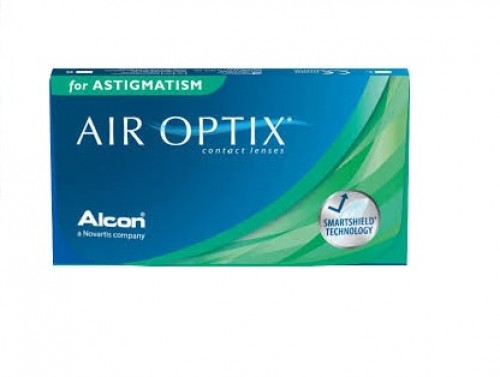 for ASTIGMATISM
AIR OPTIX®
contact lenses
Alcon®
a Novartis company
SMARTSHIELD®
TECHNOLOGY